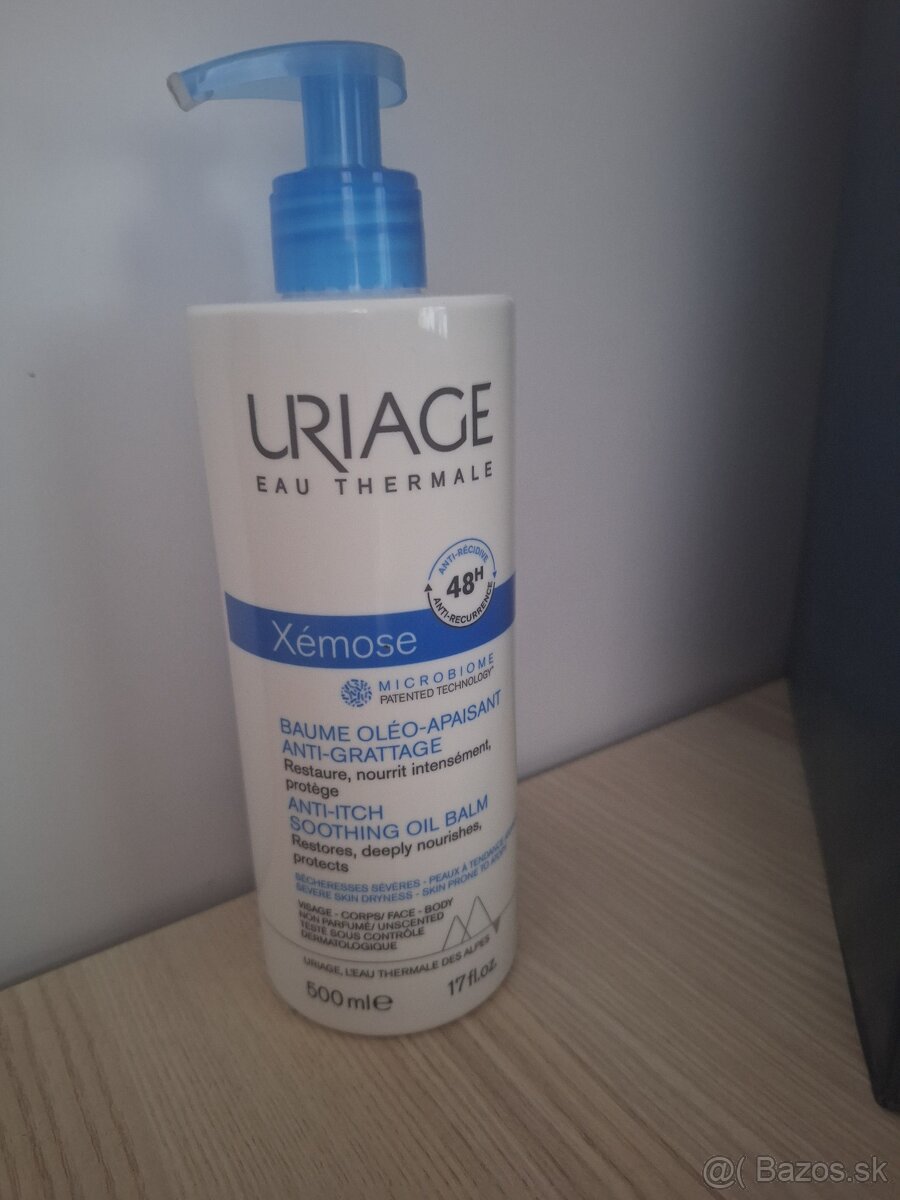 URIAGE
EAU THERMALE
ANTI-RÉCIDIVE
48H
ANTI-RECURRENCE
Xémose
MICROBIOME
PATENTED TECHNOLOGY*
BAUME OLÉO-APAISANT
ANTI-GRATTAGE
Restaure, nourrit intensément,
protège
ANTI-ITCH
SOOTHING OIL BALM
Restores, deeply nourishes,
protects
SÉCHERESSES SÉVÈRES - PEAUX À TENDANCE
SEVERE SKIN DRYNESS - SKIN PRONE TO
VISAGE - CORPS/ FACE - BODY
NON PARFUMÉ/ UNSCENTED
TESTÉ SOUS CONTRÔLE
DERMATOLOGIQUE
URIAGE, L'EAU THERMALE DES ALPES
500 ml e 17 fl.oz.
@( Bazos.sk